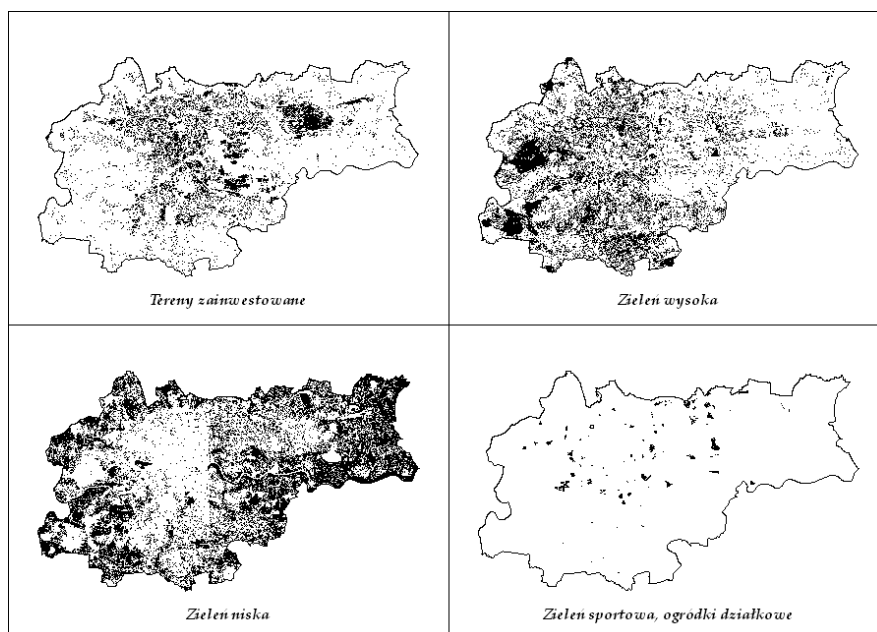 Tereny zainwestowane
Zieleń wysoka
Zieleń niska
Zieleń sportowa, ogródki działkowe